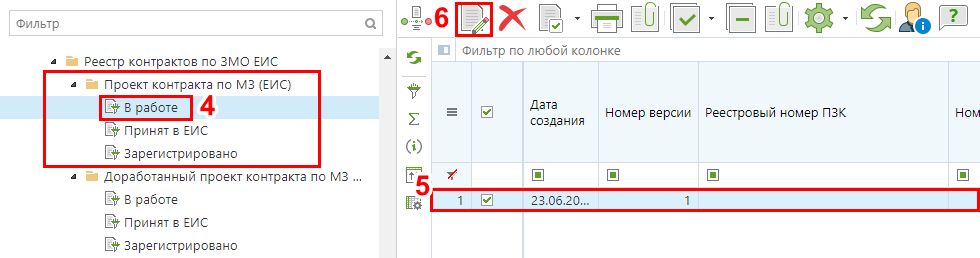 Фильтр
Реестр контрактов по ЗМО ЕИС
Проект контракта по МЗ (ЕИС)
В работе 4
Принят в ЕИС
Зарегистрировано
Доработанный проект контракта по МЗ ...
В работе
Принят в ЕИС
Зарегистрировано
6
Фильтр по любой колонке
Дата создания
Номер версии
Реестровый номер ПЗК
Ном
5
1 23.06.20... 1